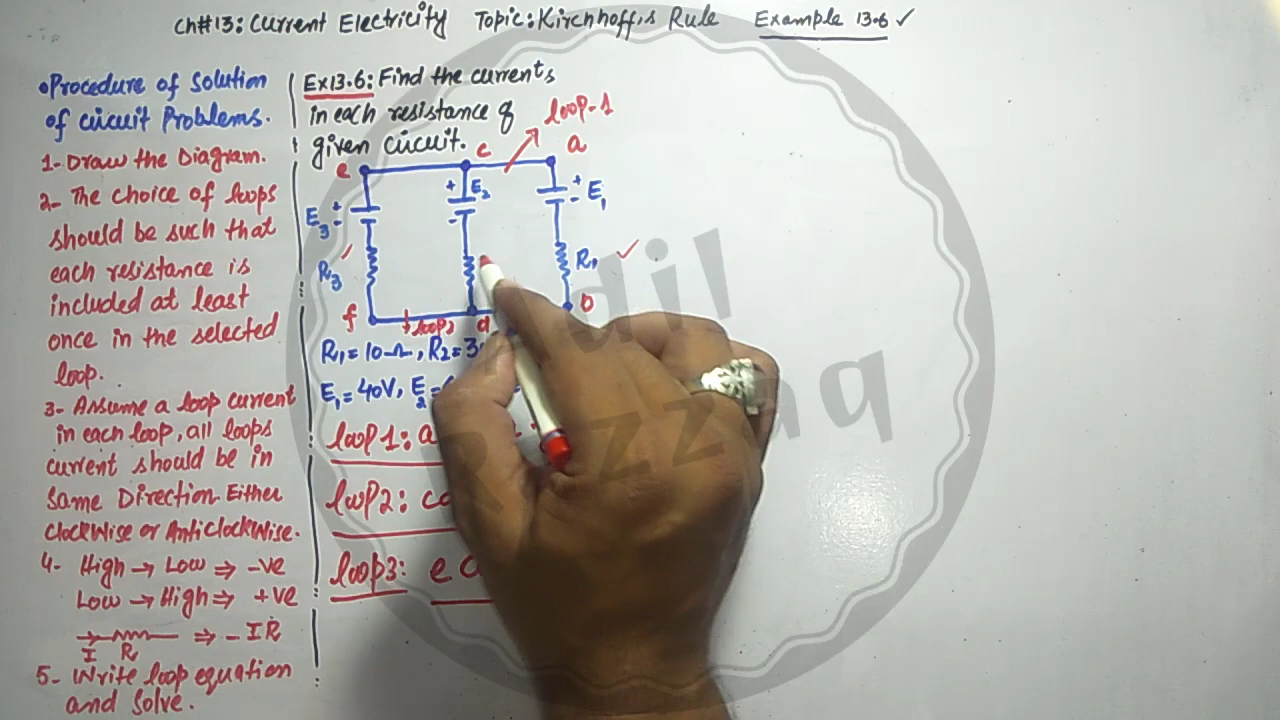 Ch#13: Current Electricity Topic: Kirchhoff,s Rule Example 13.6 ✓
• Procedure of Solution
of circuit Problems.
1- Draw the Diagram.
2- The choice of loops
should be such that
each resistance is
included at least
once in the selected
loop.
3- Assume a loop current
in each loop, all loops
current should be in
Same Direction Either
Clockwise or Anticlockwise.
4- High → Low ⇒ -ve
Low → High ⇒ +ve
I R ⇒ - IR
5- Write loop equation
and Solve.
Ex13.6: Find the currents
in each resistance of
given circuit.
loop-1
e c a
+ E2 -
+ E1 -
E3 + -
R3
R1 ✓
f loop2 d b
R1 = 10Ω, R2 = 3
E1 = 40V, E2 =
loop1: a
loop2: c
loop3: e
Adil
Razzaq